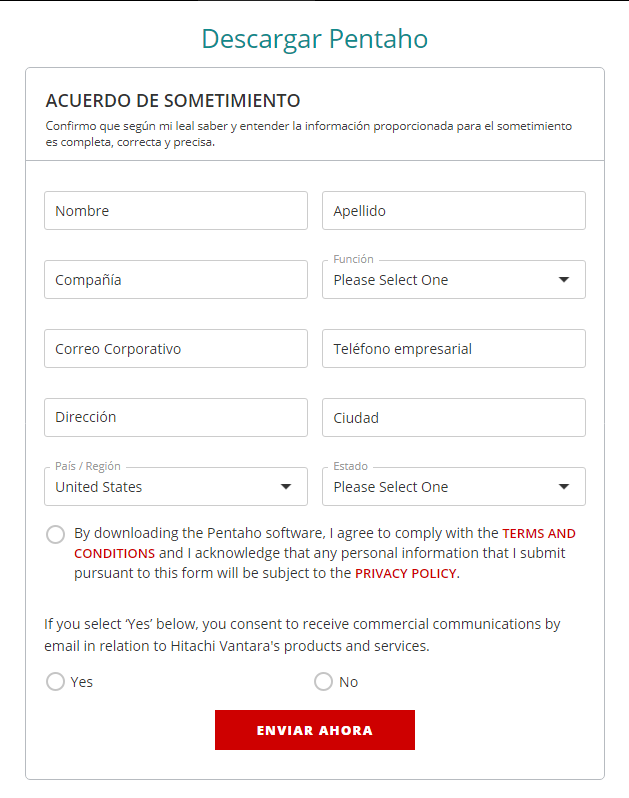 Descargar Pentaho
ACUERDO DE SOMETIMIENTO
Confirmo que según mi leal saber y entender la información proporcionada para el sometimiento
es completa, correcta y precisa.
Nombre
Apellido
Compañía
Función
Please Select One
Correo Corporativo
Teléfono empresarial
Dirección
Ciudad
País / Región
United States
Estado
Please Select One
By downloading the Pentaho software, I agree to comply with the TERMS AND
CONDITIONS and I acknowledge that any personal information that I submit
pursuant to this form will be subject to the PRIVACY POLICY.
If you select ‘Yes’ below, you consent to receive commercial communications by
email in relation to Hitachi Vantara's products and services.
Yes
No
ENVIAR AHORA